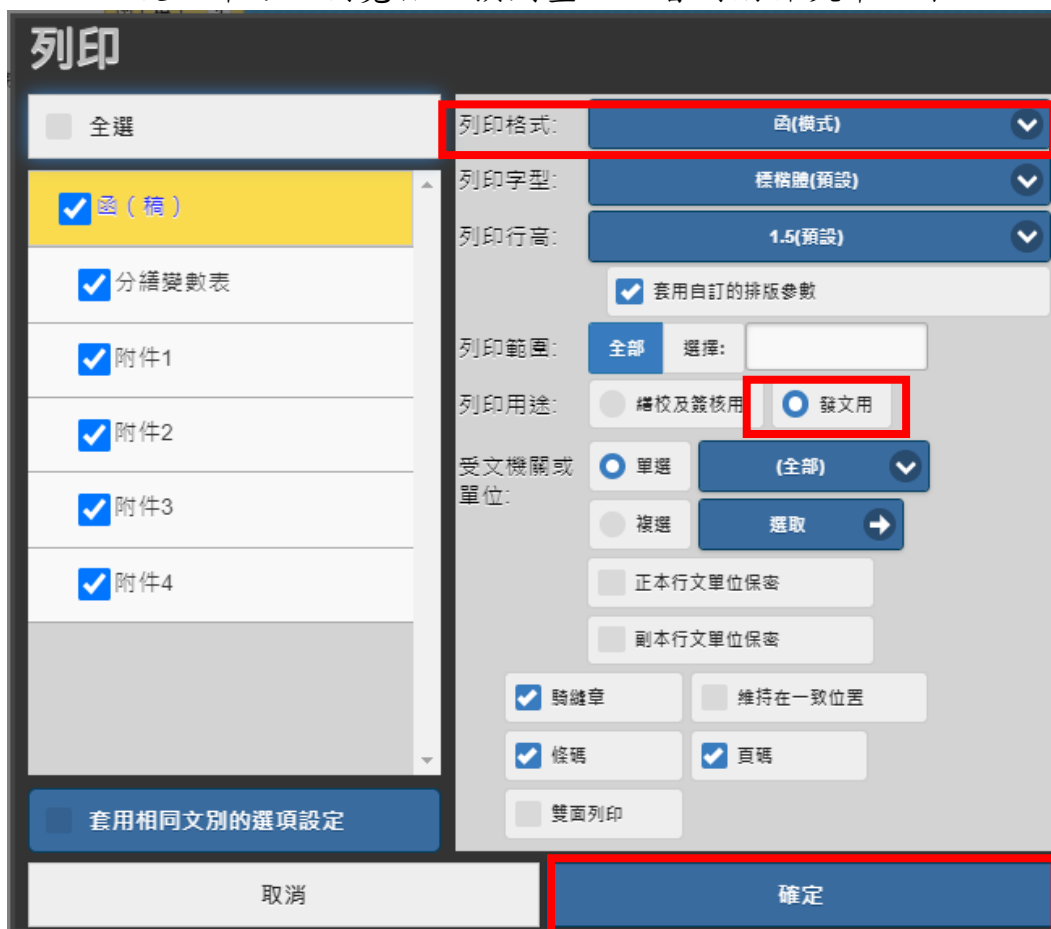 列印
全選
函（稿）
分繕變數表
附件1
附件2
附件3
附件4
套用相同文別的選項設定
列印格式:
函(橫式)
列印字型:
標楷體(預設)
列印行高:
1.5(預設)
套用自訂的排版參數
列印範圍:
全部
選擇:
列印用途:
繕校及簽核用
發文用
受文機關或
單位:
單選
(全部)
複選
選取
正本行文單位保密
副本行文單位保密
騎縫章
維持在一致位置
條碼
頁碼
雙面列印
取消
確定